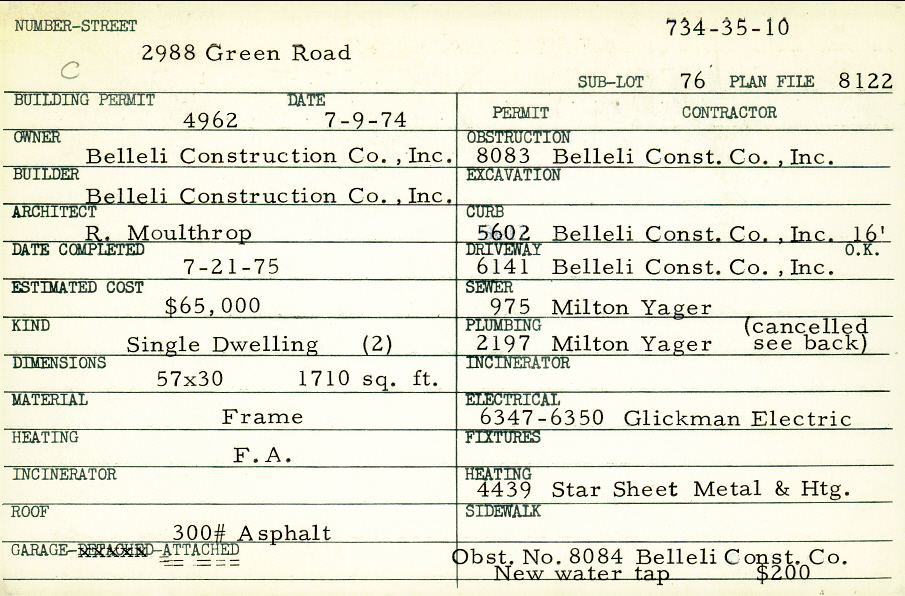 NUMBER-STREET
734-35-10
2988 Green Road
C
SUB-LOT 76 PLAN FILE 8122
BUILDING PERMIT DATE
4962 7-9-74
PERMIT CONTRACTOR
OWNER
Belleli Construction Co., Inc.
OBSTRUCTION
8083 Belleli Const. Co., Inc.
BUILDER
Belleli Construction Co., Inc.
EXCAVATION
ARCHITECT
R. Moulthrop
CURB
5602 Belleli Const. Co., Inc. 16'
O.K.
DATE COMPLETED
7-21-75
DRIVEWAY
6141 Belleli Const. Co., Inc.
ESTIMATED COST
$65,000
SEWER
975 Milton Yager
KIND
Single Dwelling (2)
PLUMBING (cancelled
2197 Milton Yager see back)
DIMENSIONS
57x30 1710 sq. ft.
INCINERATOR
MATERIAL
Frame
ELECTRICAL
6347-6350 Glickman Electric
HEATING
F.A.
FIXTURES
INCINERATOR
HEATING
4439 Star Sheet Metal & Htg.
ROOF
300# Asphalt
SIDEWALK
GARAGE-DETACHED-ATTACHED
Obst. No. 8084 Belleli Const. Co.
New water tap $200